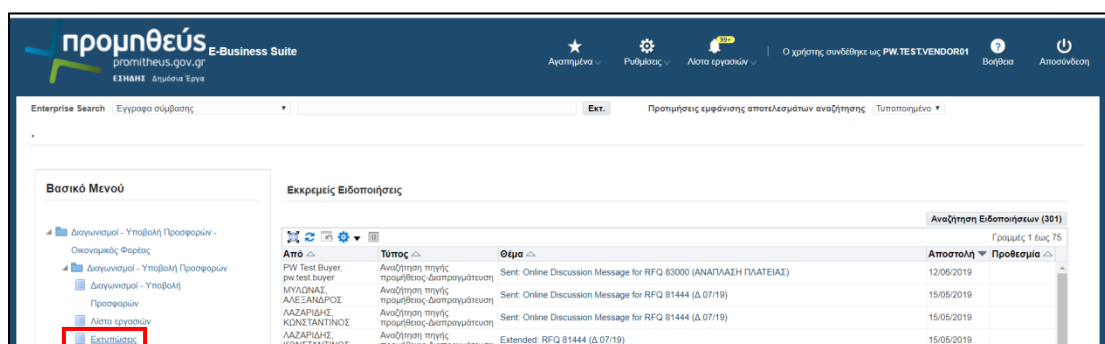 προμηθεύς E-Business Suite
promitheus.gov.gr
ΕΣΗΔΗΣ Δημόσια Έργα
Αγαπημένα
Ρυθμίσεις
99+
Λίστα εργασιών
Ο χρήστης συνδέθηκε ως PW.TEST.VENDOR01
Βοήθεια
Αποσύνδεση
Enterprise Search Έγγραφα σύμβασης Εκτ. Προτιμήσεις εμφάνισης αποτελεσμάτων αναζήτησης Τυποποιημένο
Βασικό Μενού
Διαγωνισμοί - Υποβολή Προσφορών -
Οικονομικός Φορέας
Διαγωνισμοί - Υποβολή Προσφορών
Διαγωνισμοί - Υποβολή
Προσφορών
Λίστα εργασιών
Εκτυπώσεις
Εκκρεμείς Ειδοποιήσεις
Αναζήτηση Ειδοποιήσεων (301)
Γραμμές 1 έως 75
Από Τύπος Θέμα Αποστολή Προθεσμία
PW Test Buyer, Αναζήτηση πηγής
pw.test.buyer προμήθειας-Διαπραγμάτευση Sent: Online Discussion Message for RFQ 83000 (ΑΝΑΠΛΑΣΗ ΠΛΑΤΕΙΑΣ) 12/06/2019
ΜΥΛΩΝΑΣ, Αναζήτηση πηγής
ΑΛΕΞΑΝΔΡΟΣ προμήθειας-Διαπραγμάτευση Sent: Online Discussion Message for RFQ 81444 (Δ.07/19) 15/05/2019
ΛΑΖΑΡΙΔΗΣ, Αναζήτηση πηγής
ΚΩΝΣΤΑΝΤΙΝΟΣ προμήθειας-Διαπραγμάτευση Sent: Online Discussion Message for RFQ 81444 (Δ.07/19) 15/05/2019
ΛΑΖΑΡΙΔΗΣ, Αναζήτηση πηγής
ΚΩΝΣΤΑΝΤΙΝΟΣ προμήθειας-Διαπραγμάτευση Extended: RFQ 81444 (Δ.07/19) 15/05/2019